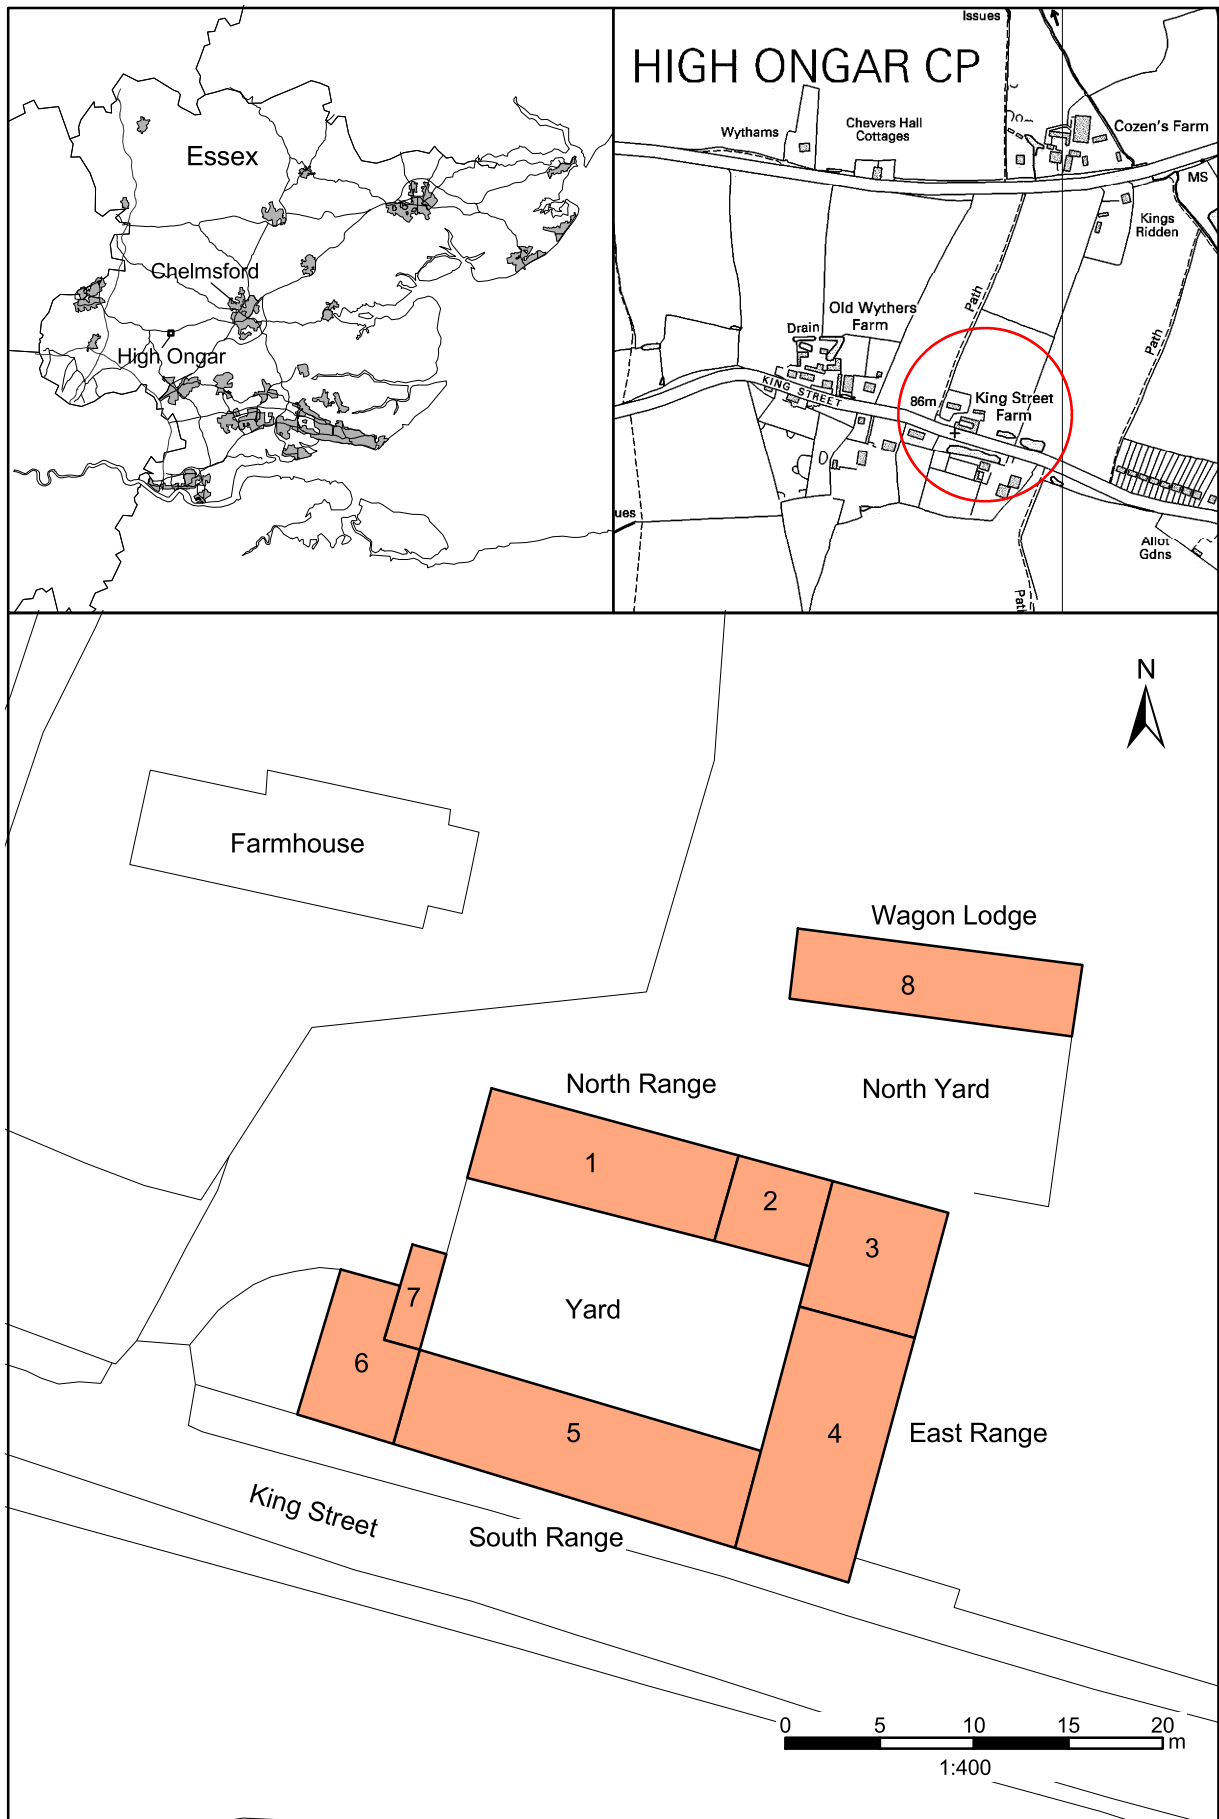 Essex
Chelmsford
High Ongar
Issues
HIGH ONGAR CP
Wythams
Chevers Hall
Cottages
Cozen's Farm
MS
Kings
Ridden
Path
Path
Old Wythers
Farm
Drain
KING STREET
86m
King Street
Farm
ues
Allot
Gdns
Path
N
Farmhouse
Wagon Lodge
8
North Range
North Yard
1
2
3
7
Yard
6
5
4
East Range
King Street
South Range
0 5 10 15 20
m
1:400